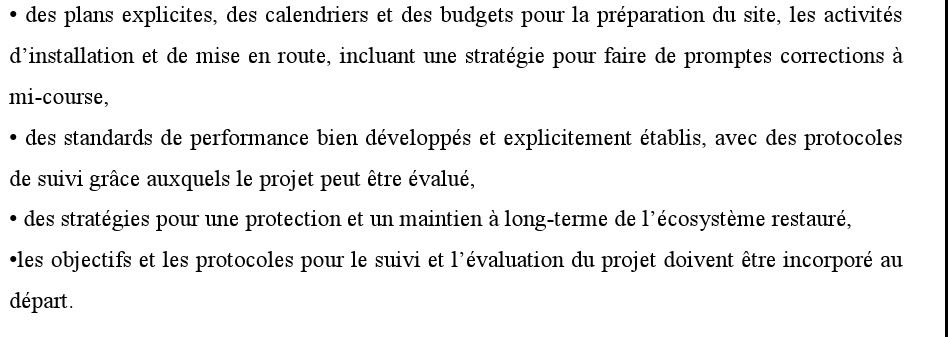 • des plans explicites, des calendriers et des budgets pour la préparation du site, les activités
d’installation et de mise en route, incluant une stratégie pour faire de promptes corrections à
mi-course,
• des standards de performance bien développés et explicitement établis, avec des protocoles
de suivi grâce auxquels le projet peut être évalué,
• des stratégies pour une protection et un maintien à long-terme de l’écosystème restauré,
•les objectifs et les protocoles pour le suivi et l’évaluation du projet doivent être incorporé au
départ.